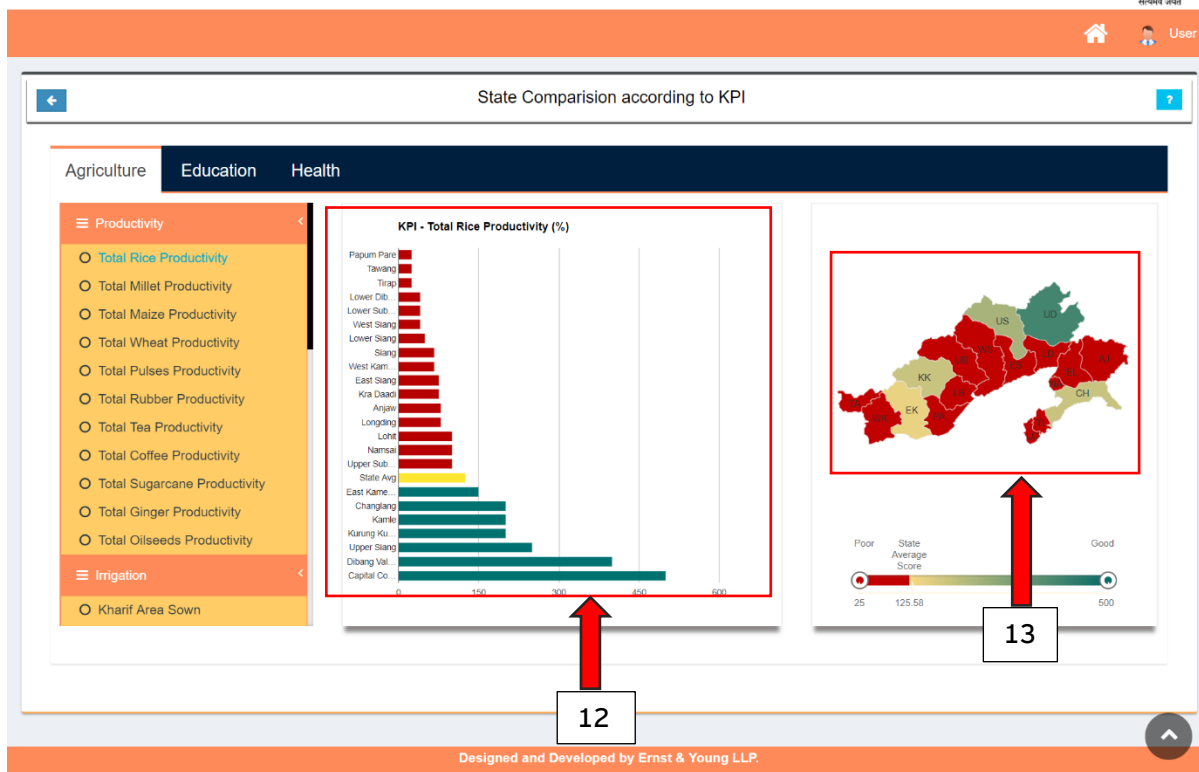 सत्यमेव जयते
User
State Comparision according to KPI
?
Agriculture Education Health
Productivity
Total Rice Productivity
Total Millet Productivity
Total Maize Productivity
Total Wheat Productivity
Total Pulses Productivity
Total Rubber Productivity
Total Tea Productivity
Total Coffee Productivity
Total Sugarcane Productivity
Total Ginger Productivity
Total Oilseeds Productivity
Irrigation
Kharif Area Sown
KPI - Total Rice Productivity (%)
Papum Pare
Tawang
Tirap
Lower Dib...
Lower Sub...
West Siang
Lower Siang
Siang
West Kam...
East Siang
Kra Daadi
Anjaw
Longding
Lohit
Namsai
Upper Sub...
State Avg
East Kame...
Changlang
Kamle
Kurung Ku...
Upper Siang
Dibang Val...
Capital Co...
0 150 300 450 600
12
UD
US
KK
EK
CH
Poor State Average Score Good
25 125.58 500
13
Designed and Developed by Ernst & Young LLP.